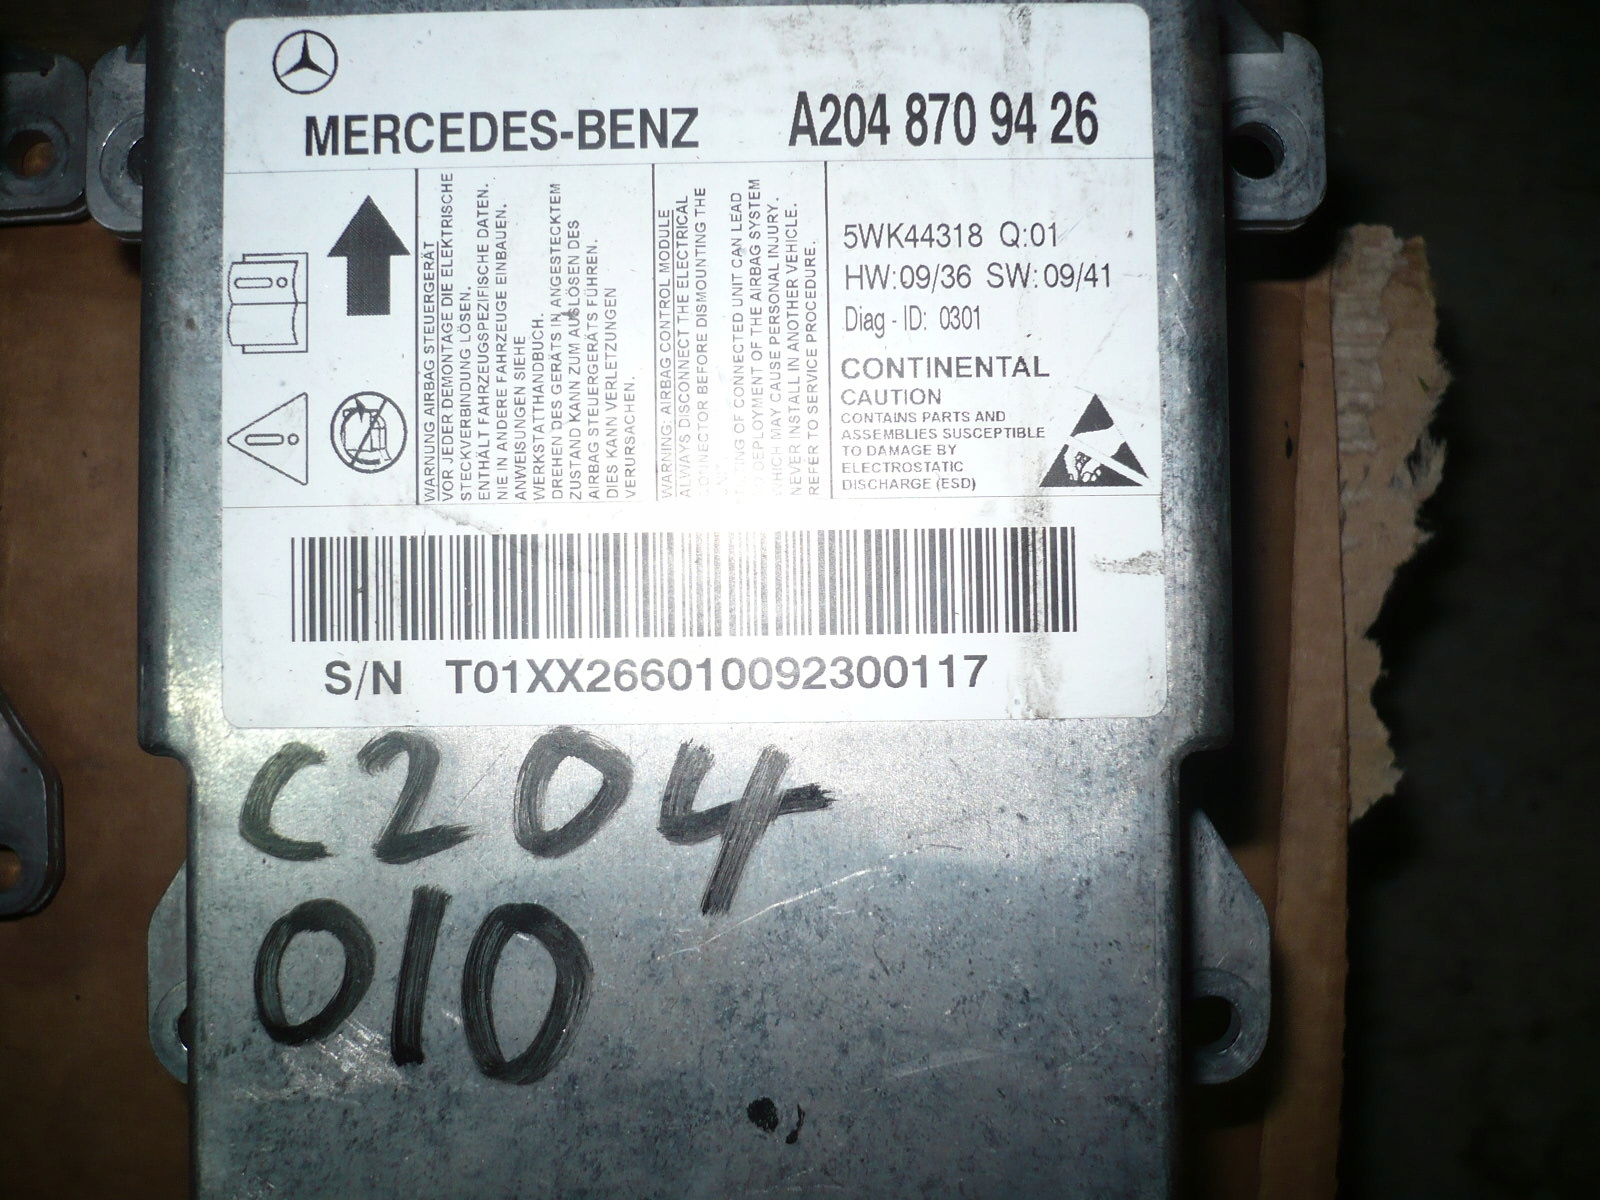 MERCEDES-BENZ
A204 870 94 26
WARNUNG AIRBAG STEUERGERÄT
VOR JEDER DEMONTAGE DIE ELEKTRISCHE
STECKVERBINDUNG LÖSEN.
ENTHÄLT FAHRZEUGSPEZIFISCHE DATEN.
NIE IN ANDERE FAHRZEUGE EINBAUEN.
ANWEISUNGEN SIEHE
WERKSTATTHANDBUCH.
DREHEN DES GERÄTS IN ANGESTECKTEM
ZUSTAND KANN ZUM AUSLÖSEN DES
AIRBAG STEUERGERÄTS FÜHREN.
DIES KANN VERLETZUNGEN
VERURSACHEN.
WARNING: AIRBAG CONTROL MODULE
ALWAYS DISCONNECT THE ELECTRICAL
CONNECTOR BEFORE DISMOUNTING THE
OF CONNECTED UNIT CAN LEAD
DEPLOYMENT OF THE AIRBAG SYSTEM
WHICH MAY CAUSE PERSONAL INJURY.
NEVER INSTALL IN ANOTHER VEHICLE.
REFER TO SERVICE PROCEDURE.
5WK44318 Q:01
HW:09/36 SW:09/41
Diag - ID: 0301
CONTINENTAL
CAUTION
CONTAINS PARTS AND
ASSEMBLIES SUSCEPTIBLE
TO DAMAGE BY
ELECTROSTATIC
DISCHARGE (ESD)
S/N T01XX266010092300117
C204
010